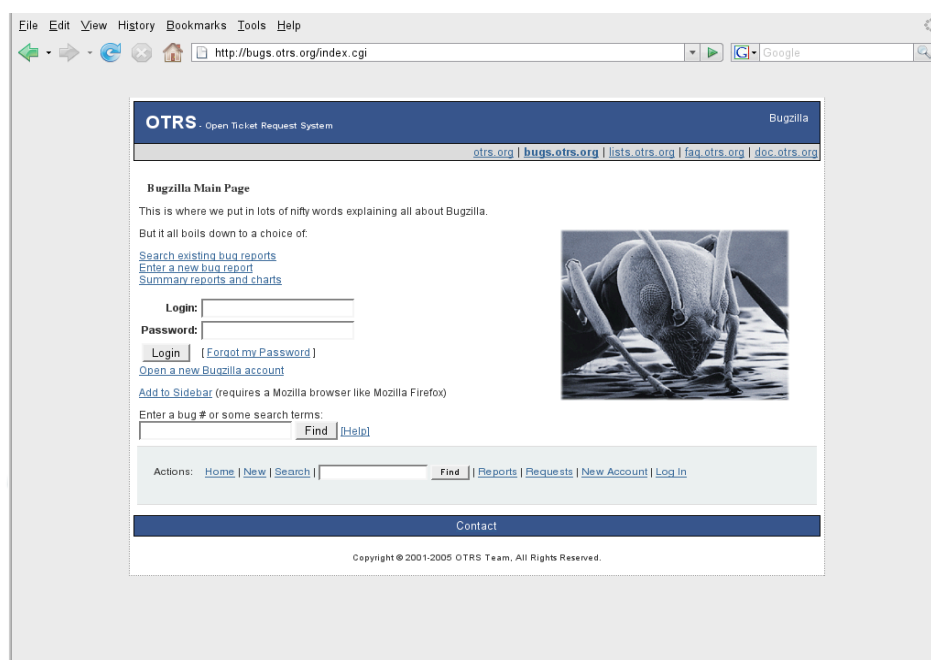 File Edit View History Bookmarks Tools Help
http://bugs.otrs.org/index.cgi
G Google
OTRS - Open Ticket Request System
Bugzilla
otrs.org | bugs.otrs.org | lists.otrs.org | faq.otrs.org | doc.otrs.org
Bugzilla Main Page
This is where we put in lots of nifty words explaining all about Bugzilla.
But it all boils down to a choice of:
Search existing bug reports
Enter a new bug report
Summary reports and charts
Login:
Password:
Login [ Forgot my Password ]
Open a new Bugzilla account
Add to Sidebar (requires a Mozilla browser like Mozilla Firefox)
Enter a bug # or some search terms:
Find [Help]
Actions: Home | New | Search | Find | Reports | Requests | New Account | Log In
Contact
Copyright © 2001-2005 OTRS Team, All Rights Reserved.